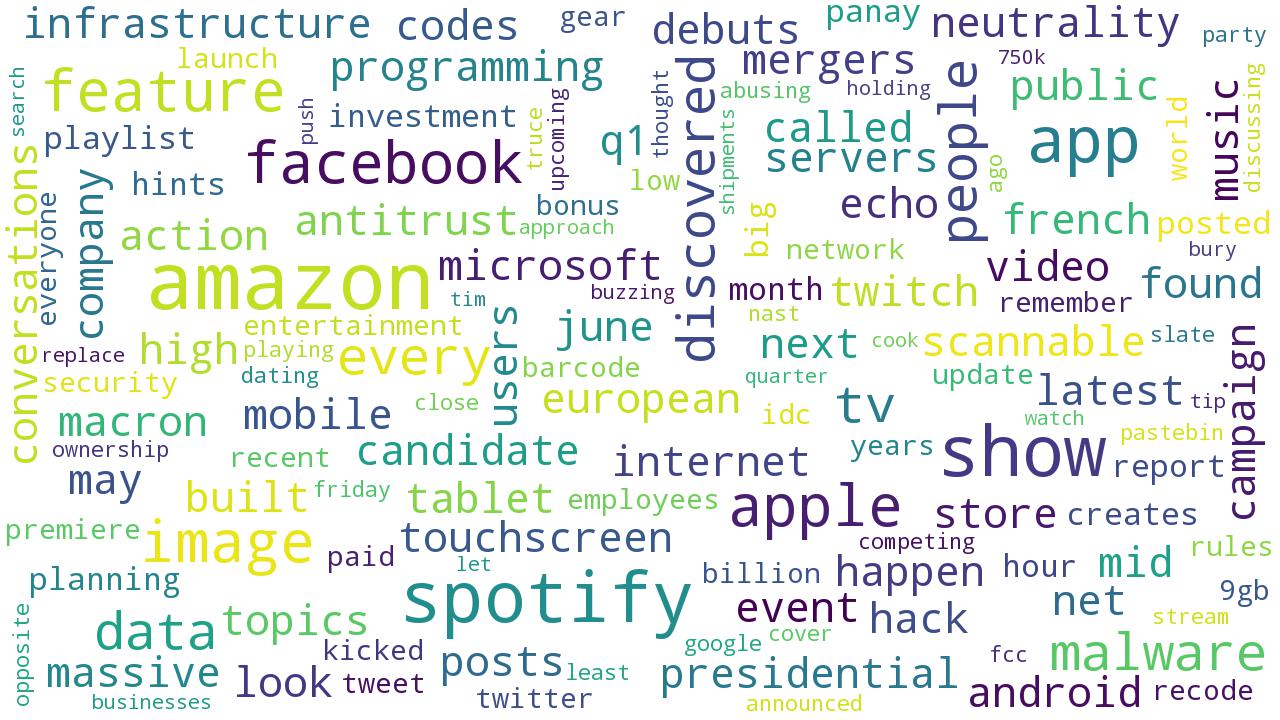 infrastructure
codes
gear
debuts
panay
neutrality
party
launch
programming
mergers
750k
search
feature
push
investment
truce
upcoming
thought
discovered
abusing
holding
people
public
world
music
discussing
playlist
facebook
q1
shipments
called
servers
app
hints
low
ago
conversations
everyone
company
bonus
echo
action
antitrust
approach
big
network
french
posted
bury
amazon
microsoft
buzzing
month
twitch
video
remember
found
tim
nast
entertainment
users
june
next
cook
scannable
slate
replace
high
playing
every
barcode
security
dating
quarter
update
latest
tip
campaign
macron
mobile
close
european
idc
tv
watch
ownership
recent
candidate
internet
years
show
pastebin
report
may
built
friday
tablet
employees
apple
store
creates
premiere
image
paid
touchscreen
competing
rules
planning
let
billion
happen
hour
mid
9gb
spotify
event
hack
net
stream
opposite
data
topics
google
cover
kicked
posts
fcc
malware
massive
look
tweet
least
presidential
android
recode
businesses
twitter
announced